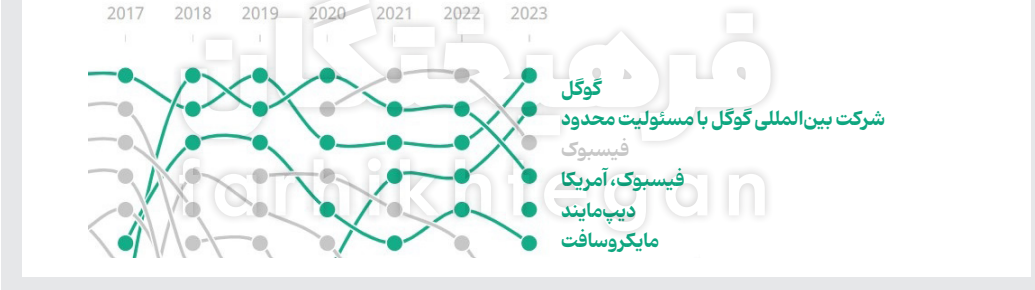 2017 2018 2019 2020 2021 2022 2023
فرهیختگان
گوگل
شرکت بین‌المللی گوگل با مسئولیت محدود
فیسبوک
فیسبوک، آمریکا
دیپ‌مایند
مایکروسافت
farhikhtegan